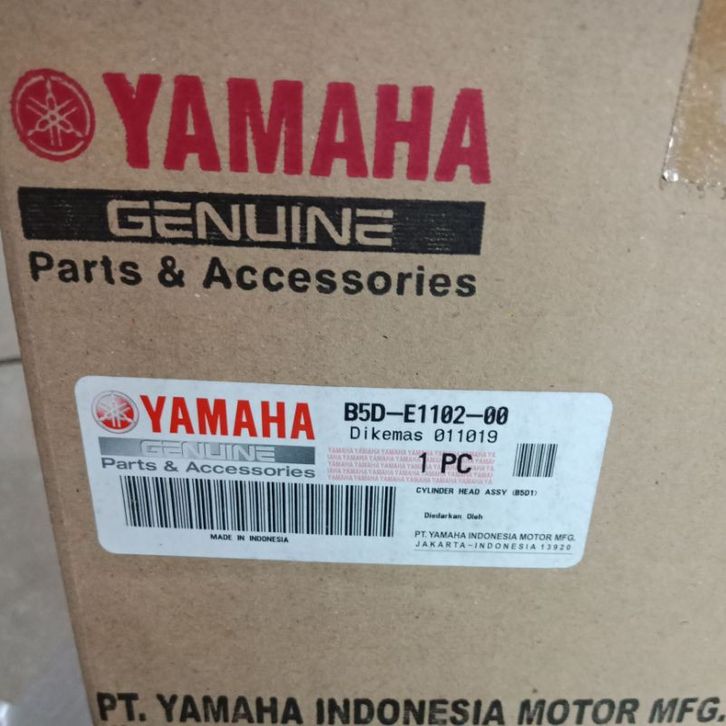 YAMAHA
GENUINE
Parts & Accessories
YAMAHA
GENUINE
Parts & Accessories
MADE IN INDONESIA
B5D-E1102-00
Dikemas 011019
1 PC
CYLINDER HEAD ASSY (B5D1)
Diedarkan Oleh
PT. YAMAHA INDONESIA MOTOR MFG.
JAKARTA-INDONESIA 13920
PT. YAMAHA INDONESIA MOTOR MFG.